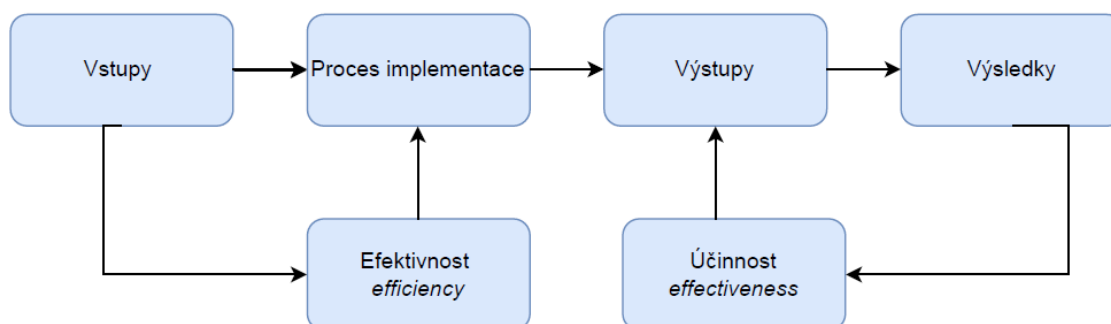 Vstupy
Proces implementace
Výstupy
Výsledky
Efektivnost
efficiency
Účinnost
effectiveness